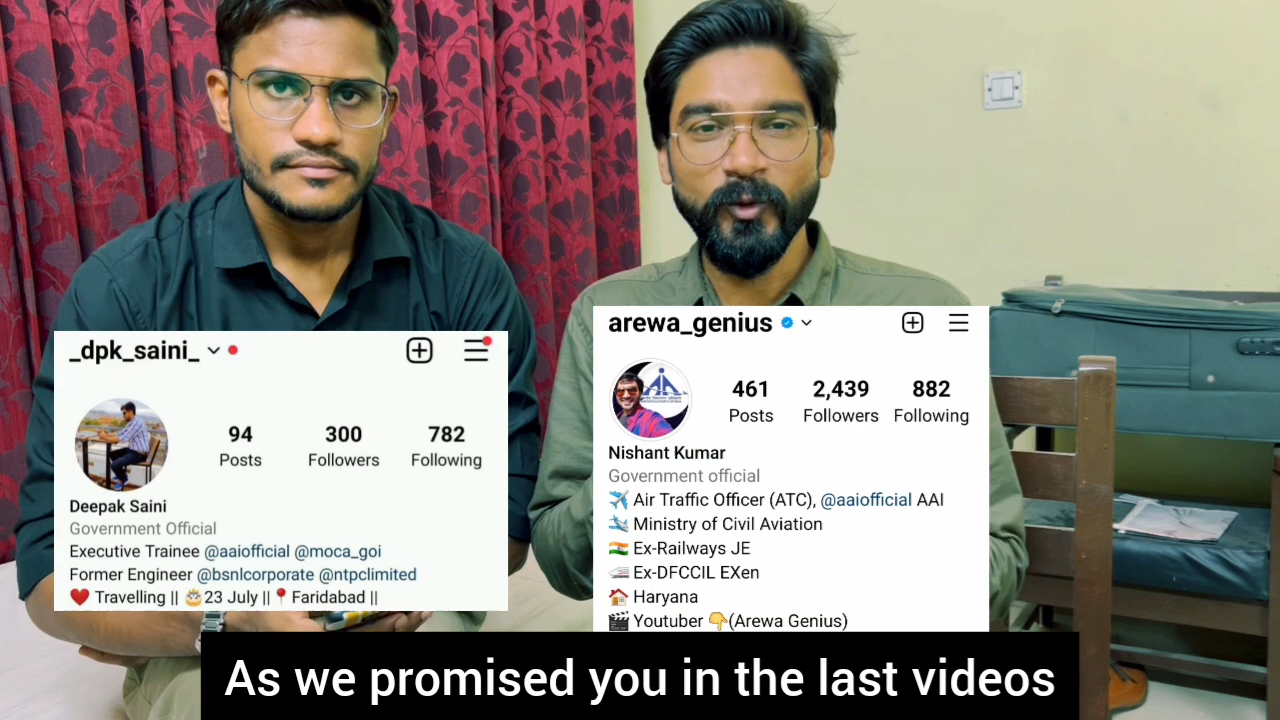 _dpk_saini_
94 300 782
Posts Followers Following
Deepak Saini
Government Official
Executive Trainee @aaiofficial @moca_goi
Former Engineer @bsnlcorporate @ntpclimited
❤️ Travelling || 🎂23 July ||📍Faridabad ||
arewa_genius
461 2,439 882
Posts Followers Following
Nishant Kumar
Government official
✈️ Air Traffic Officer (ATC), @aaiofficial AAI
🛬 Ministry of Civil Aviation
🇮🇳 Ex-Railways JE
🚄 Ex-DFCCIL EXen
🏠 Haryana
🎬 Youtuber 👇(Arewa Genius)
As we promised you in the last videos